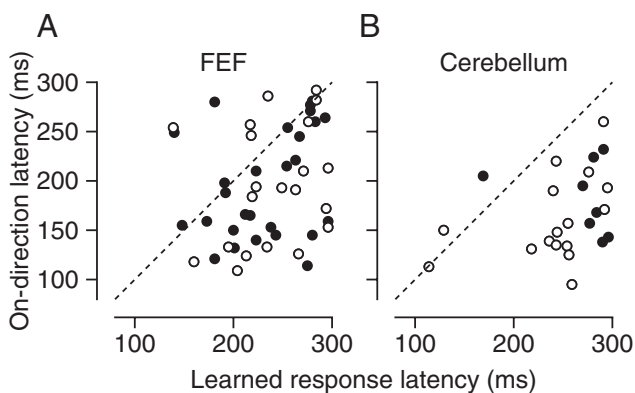 A
B
FEF
Cerebellum
On-direction latency (ms)
300
250
200
150
100
100
200
300
100
200
300
Learned response latency (ms)